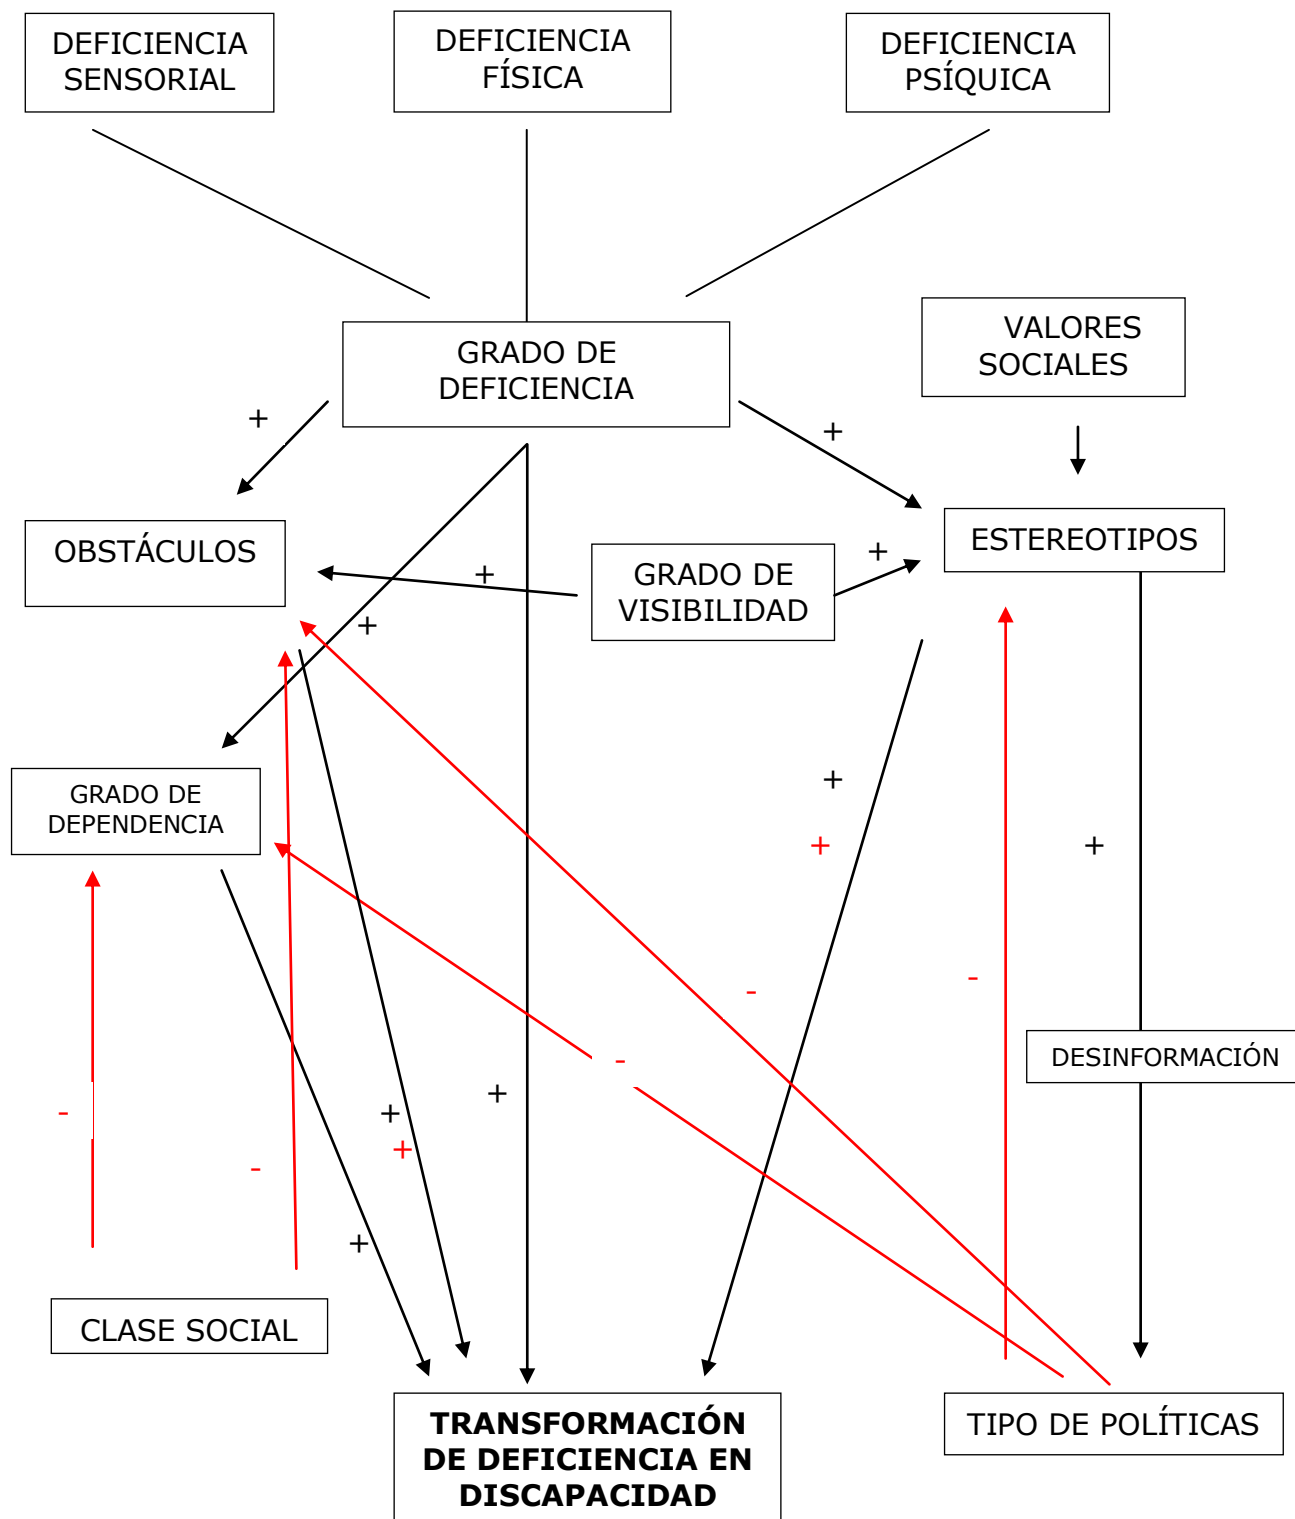 DEFICIENCIA
SENSORIAL
DEFICIENCIA
FÍSICA
DEFICIENCIA
PSÍQUICA
GRADO DE
DEFICIENCIA
VALORES
SOCIALES
+
+
OBSTÁCULOS
+
GRADO DE
VISIBILIDAD
+
ESTEREOTIPOS
+
GRADO DE
DEPENDENCIA
+
+
+
-
-
-
DESINFORMACIÓN
-
+
+
+
-
+
CLASE SOCIAL
TRANSFORMACIÓN
DE DEFICIENCIA EN
DISCAPACIDAD
TIPO DE POLÍTICAS